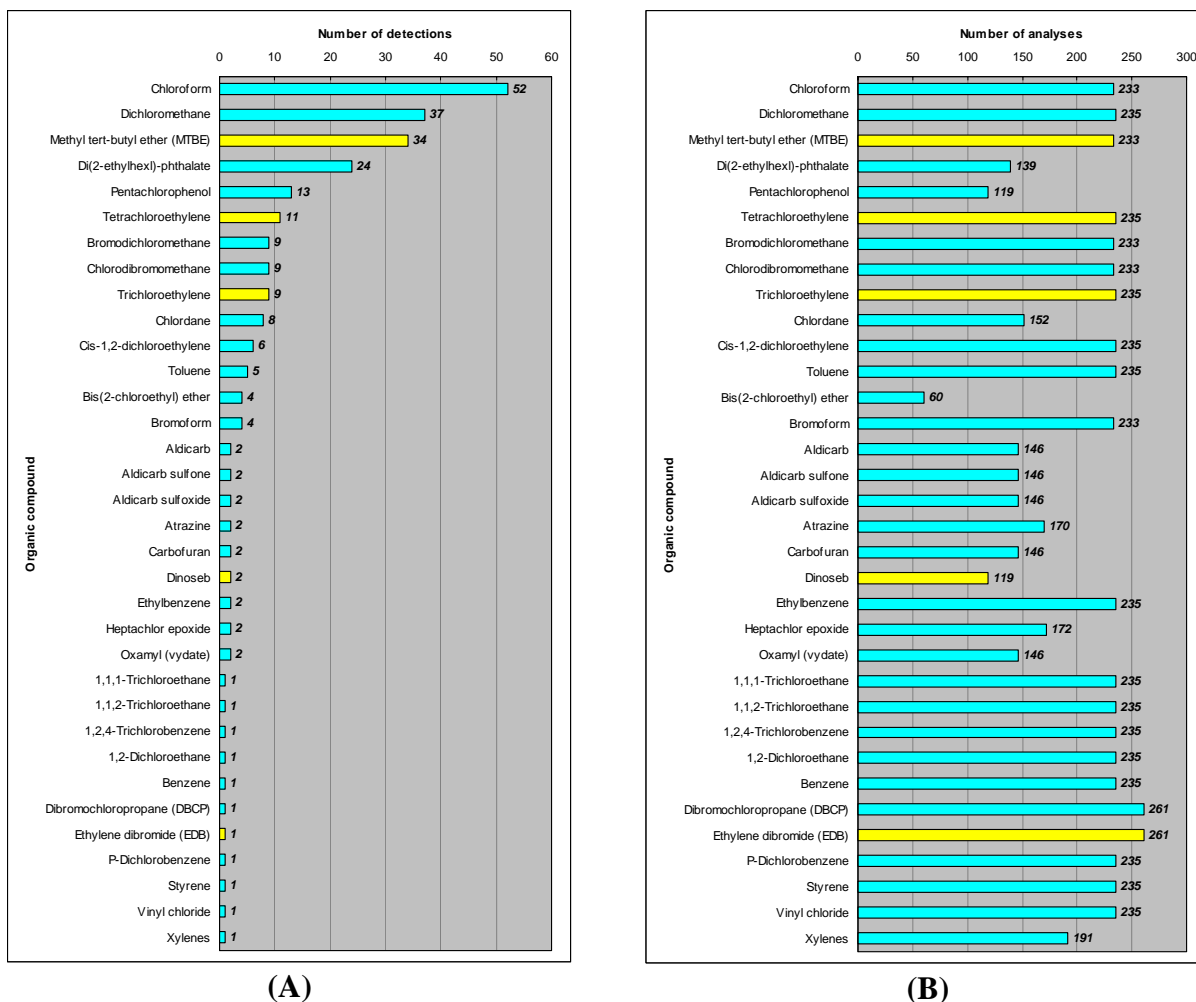 Number of detections
0 10 20 30 40 50 60
Organic compound
Chloroform 52
Dichloromethane 37
Methyl tert-butyl ether (MTBE) 34
Di(2-ethylhexl)-phthalate 24
Pentachlorophenol 13
Tetrachloroethylene 11
Bromodichloromethane 9
Chlorodibromomethane 9
Trichloroethylene 9
Chlordane 8
Cis-1,2-dichloroethylene 6
Toluene 5
Bis(2-chloroethyl) ether 4
Bromoform 4
Aldicarb 2
Aldicarb sulfone 2
Aldicarb sulfoxide 2
Atrazine 2
Carbofuran 2
Dinoseb 2
Ethylbenzene 2
Heptachlor epoxide 2
Oxamyl (vydate) 2
1,1,1-Trichloroethane 1
1,1,2-Trichloroethane 1
1,2,4-Trichlorobenzene 1
1,2-Dichloroethane 1
Benzene 1
Dibromochloropropane (DBCP) 1
Ethylene dibromide (EDB) 1
P-Dichlorobenzene 1
Styrene 1
Vinyl chloride 1
Xylenes 1
(A)
Number of analyses
0 50 100 150 200 250 300
Organic compound
Chloroform 233
Dichloromethane 235
Methyl tert-butyl ether (MTBE) 233
Di(2-ethylhexl)-phthalate 139
Pentachlorophenol 119
Tetrachloroethylene 235
Bromodichloromethane 233
Chlorodibromomethane 233
Trichloroethylene 235
Chlordane 152
Cis-1,2-dichloroethylene 235
Toluene 235
Bis(2-chloroethyl) ether 60
Bromoform 233
Aldicarb 146
Aldicarb sulfone 146
Aldicarb sulfoxide 146
Atrazine 170
Carbofuran 146
Dinoseb 119
Ethylbenzene 235
Heptachlor epoxide 172
Oxamyl (vydate) 146
1,1,1-Trichloroethane 235
1,1,2-Trichloroethane 235
1,2,4-Trichlorobenzene 235
1,2-Dichloroethane 235
Benzene 235
Dibromochloropropane (DBCP) 261
Ethylene dibromide (EDB) 261
P-Dichlorobenzene 235
Styrene 235
Vinyl chloride 235
Xylenes 191
(B)